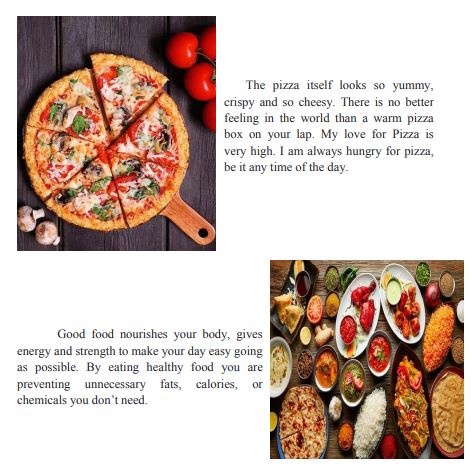 The pizza itself looks so yummy,
crispy and so cheesy. There is no better
feeling in the world than a warm pizza
box on your lap. My love for Pizza is
very high. I am always hungry for pizza,
be it any time of the day.
Good food nourishes your body, gives
energy and strength to make your day easy going
as possible. By eating healthy food you are
preventing unnecessary fats, calories, or
chemicals you don’t need.